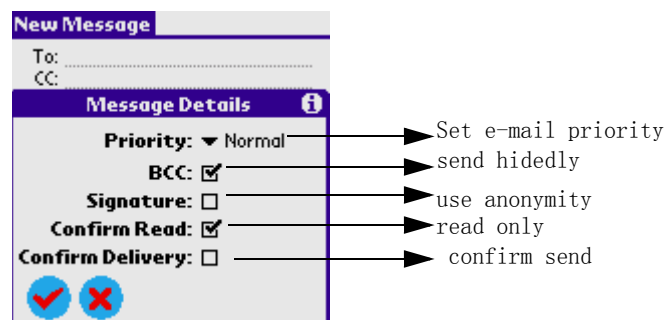 New Message
To:
CC:
Message Details
Priority: Normal Set e-mail priority
BCC: send hidedly
Signature: use anonymity
Confirm Read: read only
Confirm Delivery: confirm send